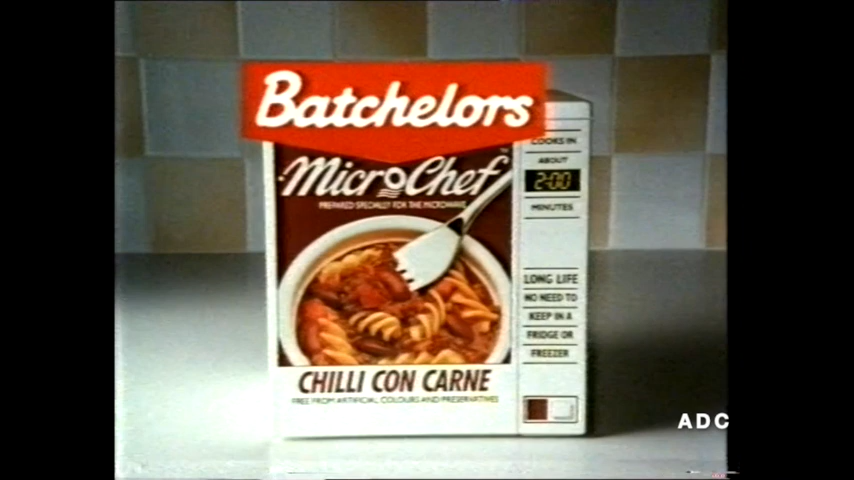 Batchelors
MicroChef
PREPARED SPECIALLY FOR THE MICROWAVE
CHILLI CON CARNE
FREE FROM ARTIFICIAL COLOURS AND PRESERVATIVES
COOKS IN
ABOUT
2:00
MINUTES
LONG LIFE
NO NEED TO
KEEP IN A
FRIDGE OR
FREEZER
ADC